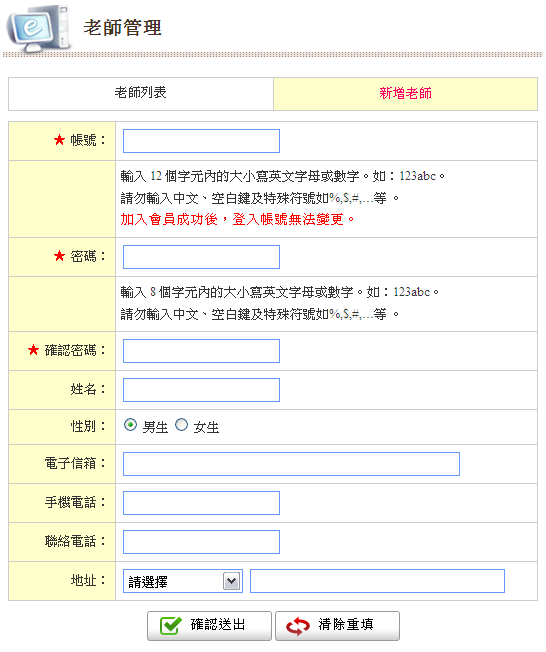 老師管理
老師列表
新增老師
★ 帳號：
輸入 12 個字元內的大小寫英文字母或數字。如：123abc。
請勿輸入中文、空白鍵及特殊符號如%,$,#,...等 。
加入會員成功後，登入帳號無法變更。
★ 密碼：
輸入 8 個字元內的大小寫英文字母或數字。如：123abc。
請勿輸入中文、空白鍵及特殊符號如%,$,#,...等 。
★ 確認密碼：
姓名：
性別： 男生 女生
電子信箱：
手機電話：
聯絡電話：
地址： 請選擇
確認送出 清除重填